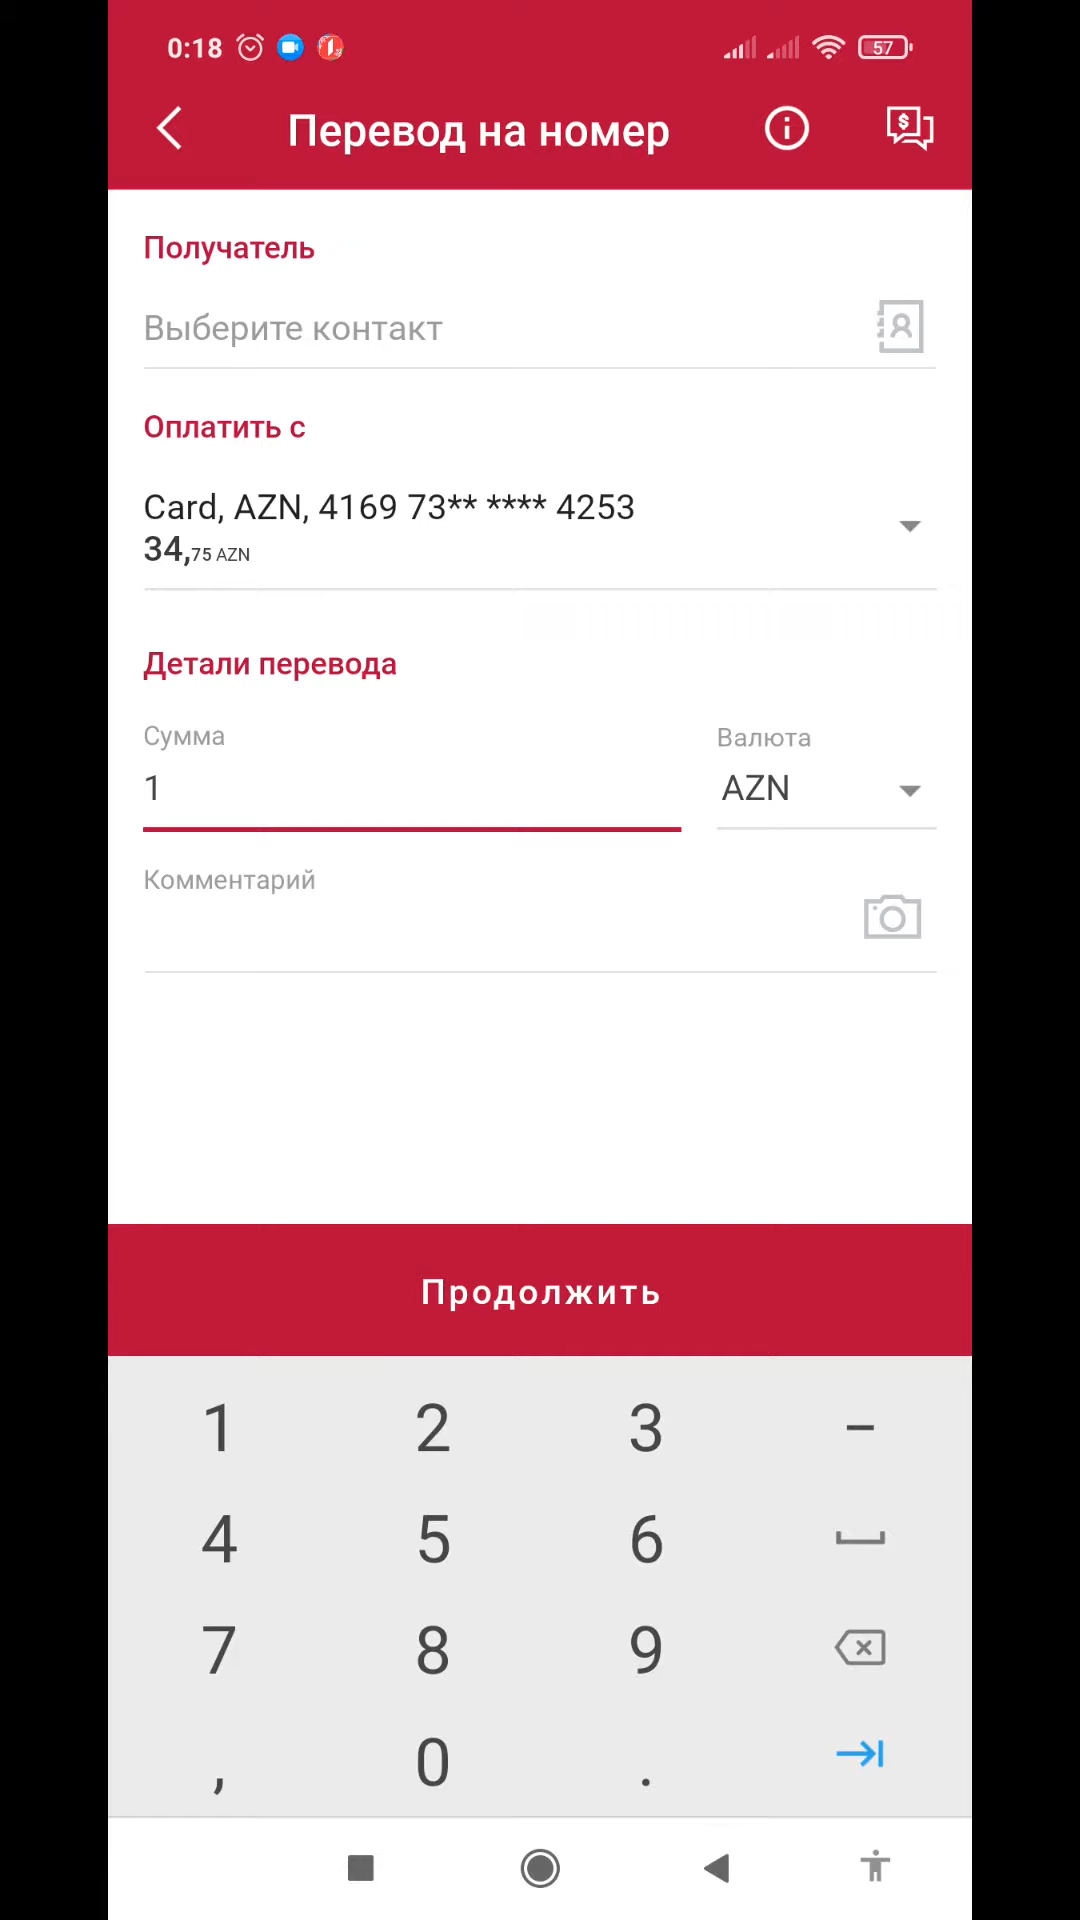 0:18
57
Перевод на номер
Получатель
Выберите контакт
Оплатить с
Card, AZN, 4169 73** **** 4253
34,75 AZN
Детали перевода
Сумма
Валюта
1
AZN
Комментарий
Продолжить
1 2 3 –
4 5 6
7 8 9
, 0 .